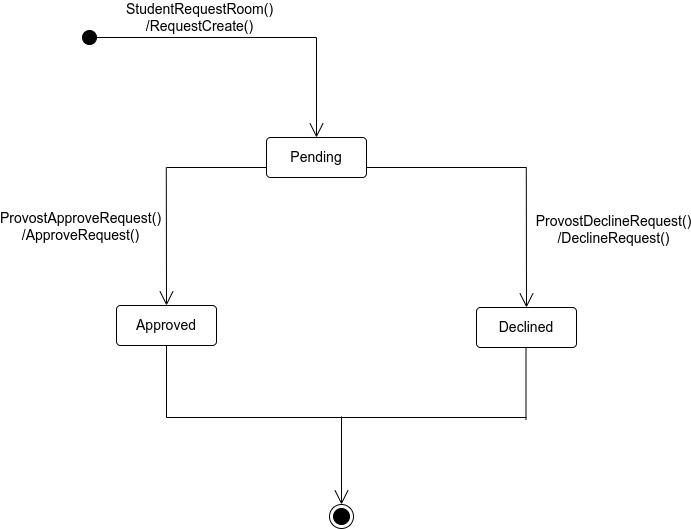 StudentRequestRoom()
/RequestCreate()
Pending
ProvostApproveRequest()
/ApproveRequest()
ProvostDeclineRequest()
/DeclineRequest()
Approved
Declined